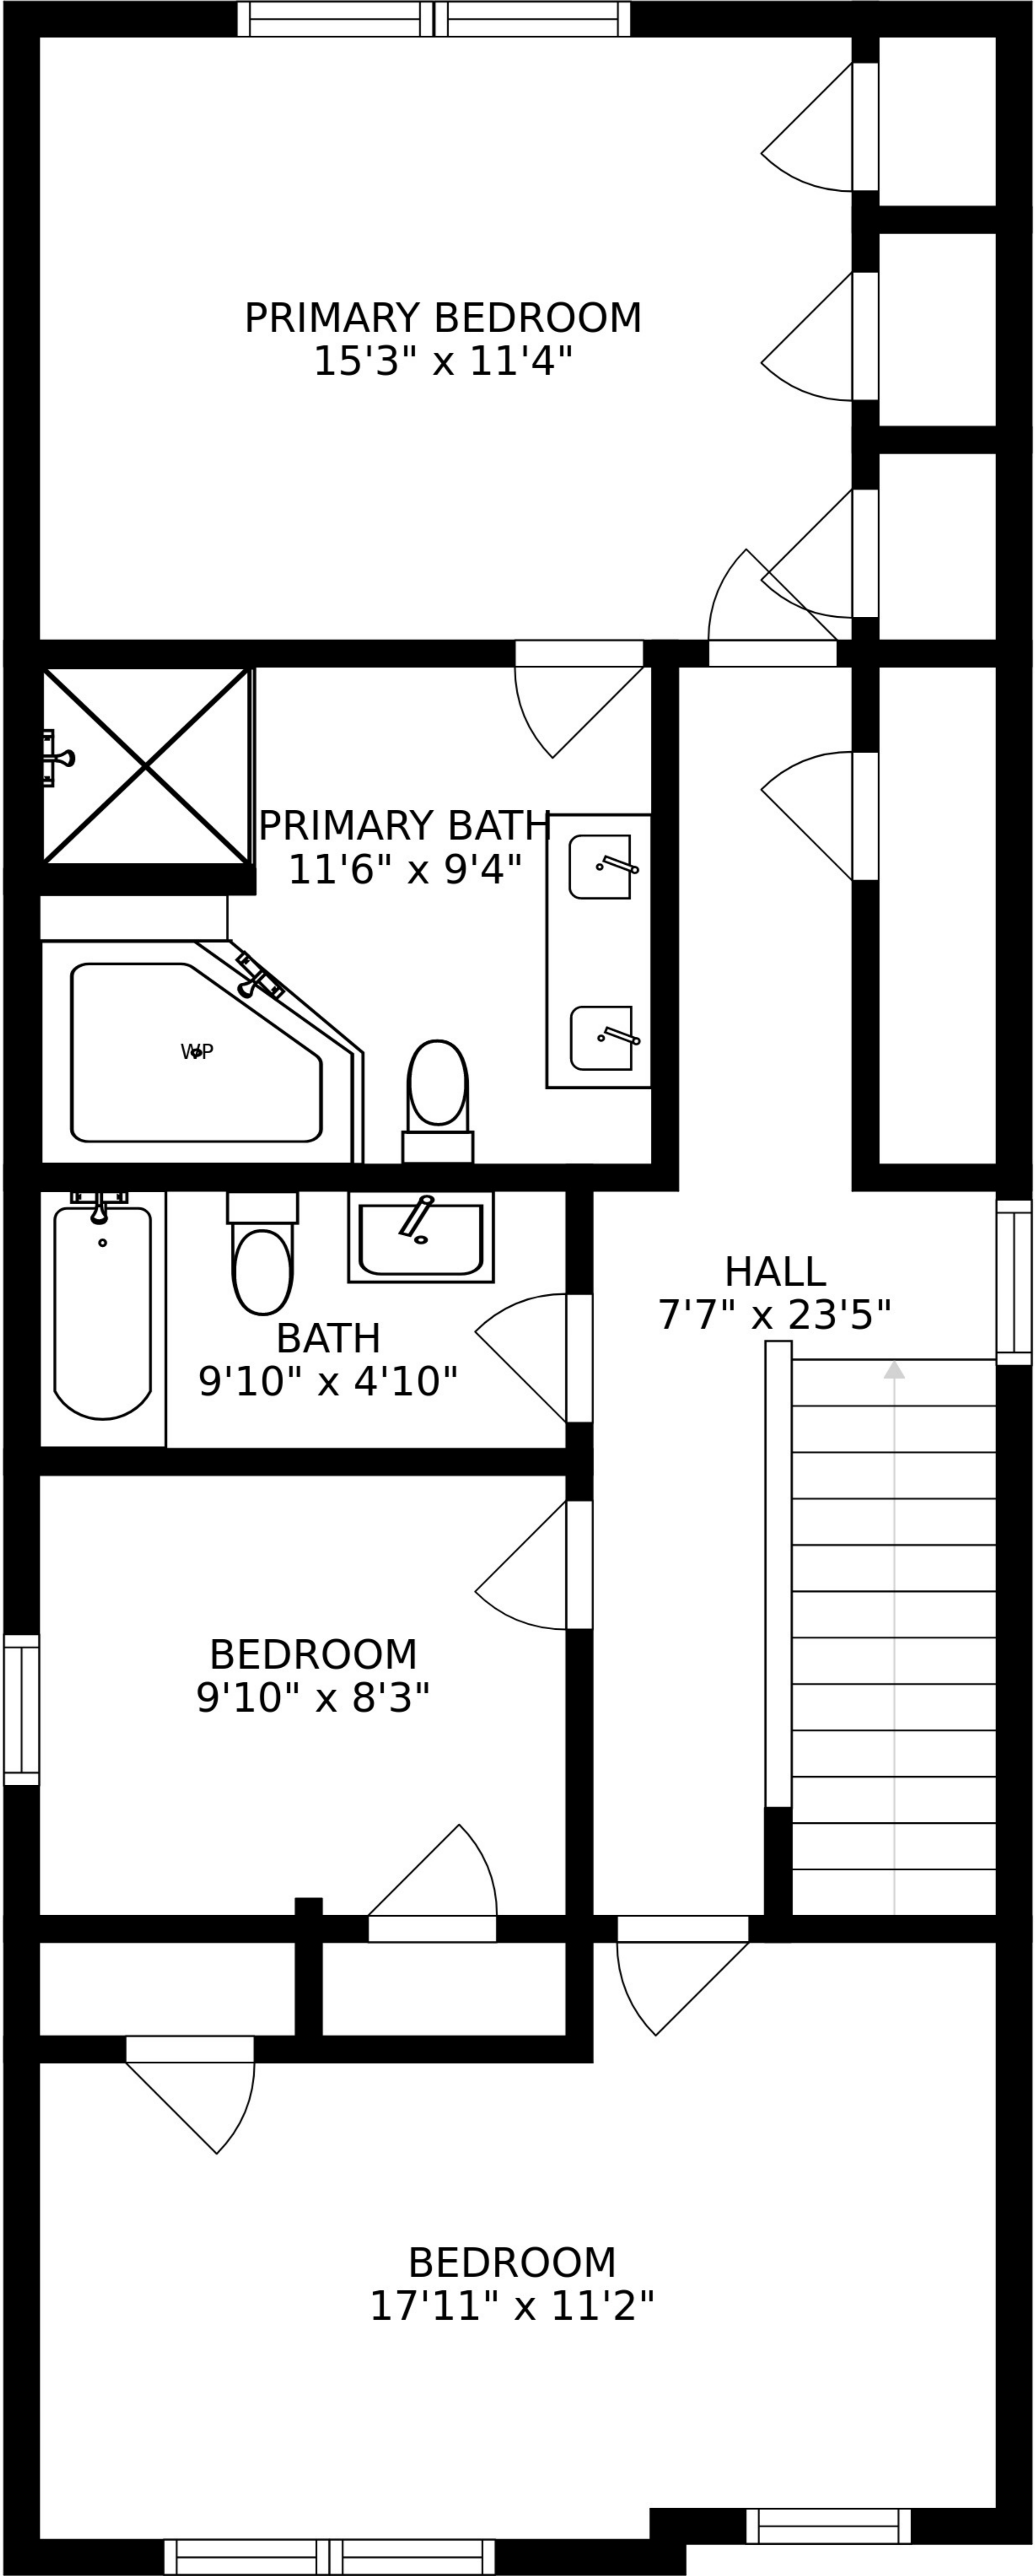 PRIMARY BEDROOM
15'3" x 11'4"
PRIMARY BATH
11'6" x 9'4"
WP
HALL
7'7" x 23'5"
BATH
9'10" x 4'10"
BEDROOM
9'10" x 8'3"
BEDROOM
17'11" x 11'2"